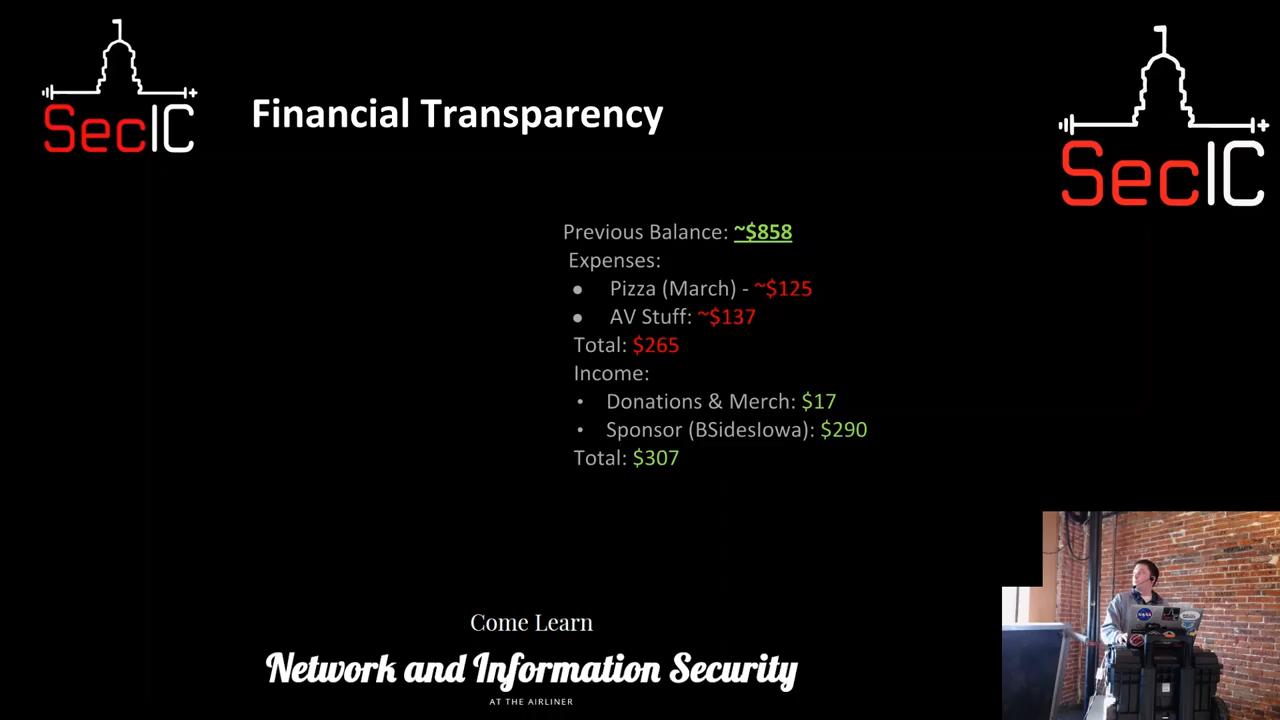 SecIC
Financial Transparency
SecIC
Previous Balance: ~$858
Expenses:
● Pizza (March) - ~$125
● AV Stuff: ~$137
Total: $265
Income:
• Donations & Merch: $17
• Sponsor (BSidesIowa): $290
Total: $307
Come Learn
Network and Information Security
AT THE AIRLINER
NASA